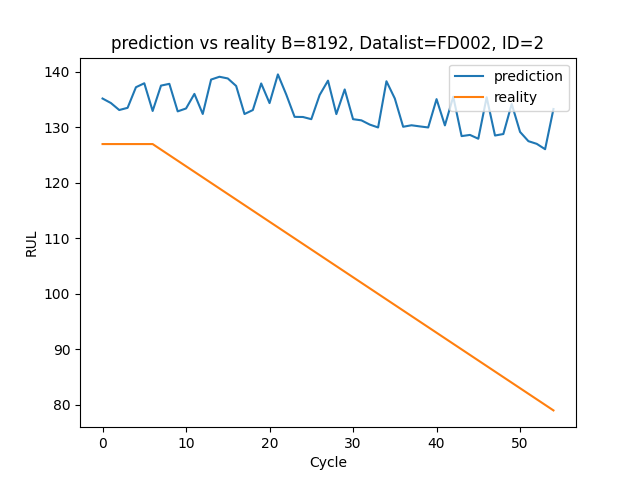 prediction vs reality B=8192, Datalist=FD002, ID=2
prediction
reality
RUL
140
130
120
110
100
90
80
0 10 20 30 40 50
Cycle